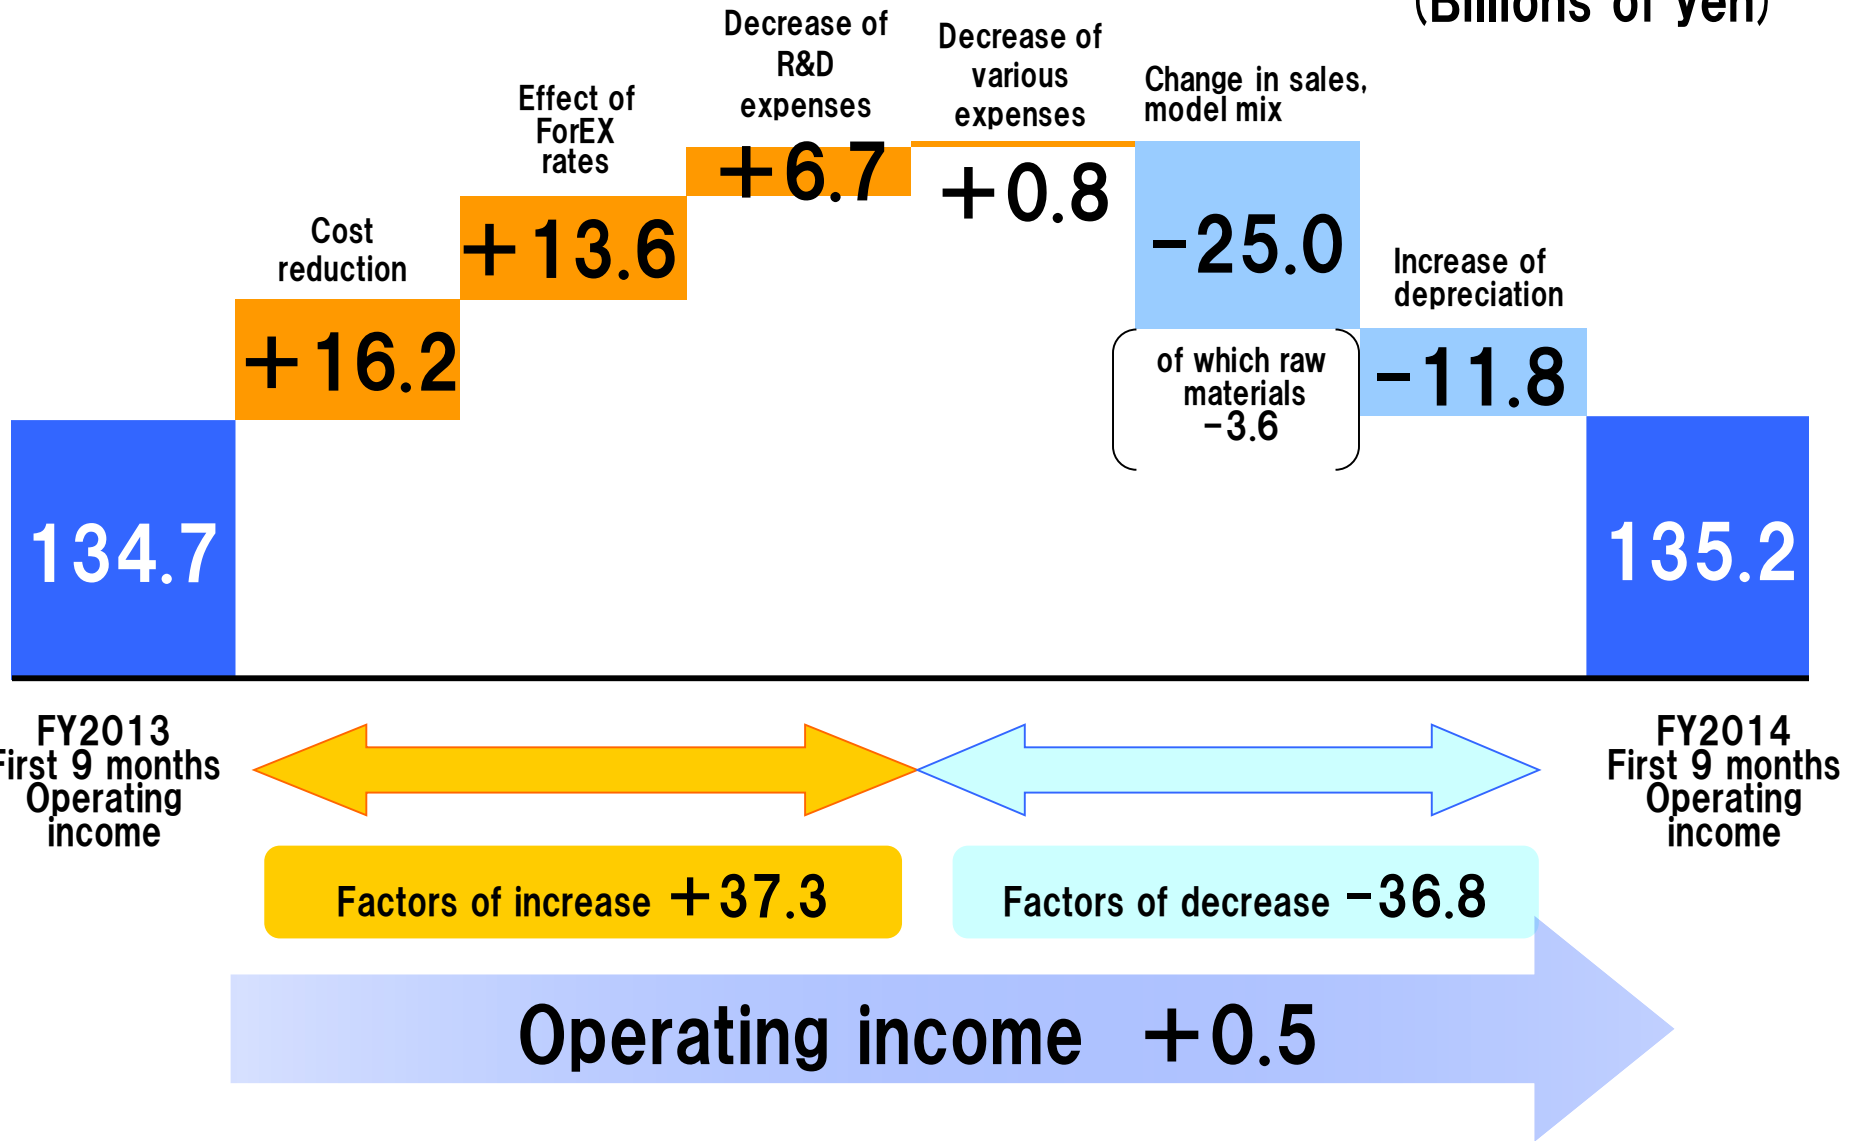 (Billions of yen)
Decrease of
R&D
expenses
Decrease of
various
expenses
Change in sales,
model mix
Effect of
ForEX
rates
Cost
reduction
Increase of
depreciation
+6.7
+0.8
+13.6
-25.0
+16.2
-11.8
of which raw
materials
-3.6
134.7
135.2
FY2013
First 9 months
Operating
income
FY2014
First 9 months
Operating
income
Factors of increase +37.3
Factors of decrease -36.8
Operating income +0.5